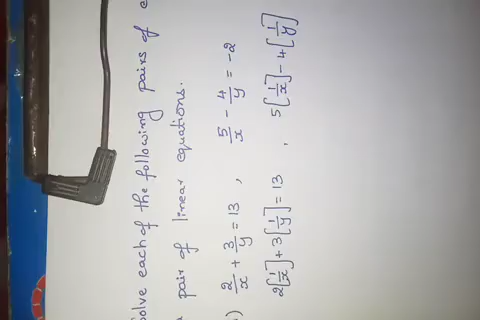 Solve each of the following pairs of e
pair of linear equations.
) 2/x + 3/y = 13 , 5/x - 4/y = -2
2[1/x] + 3[1/y] = 13 , 5[1/x] - 4[1/y]